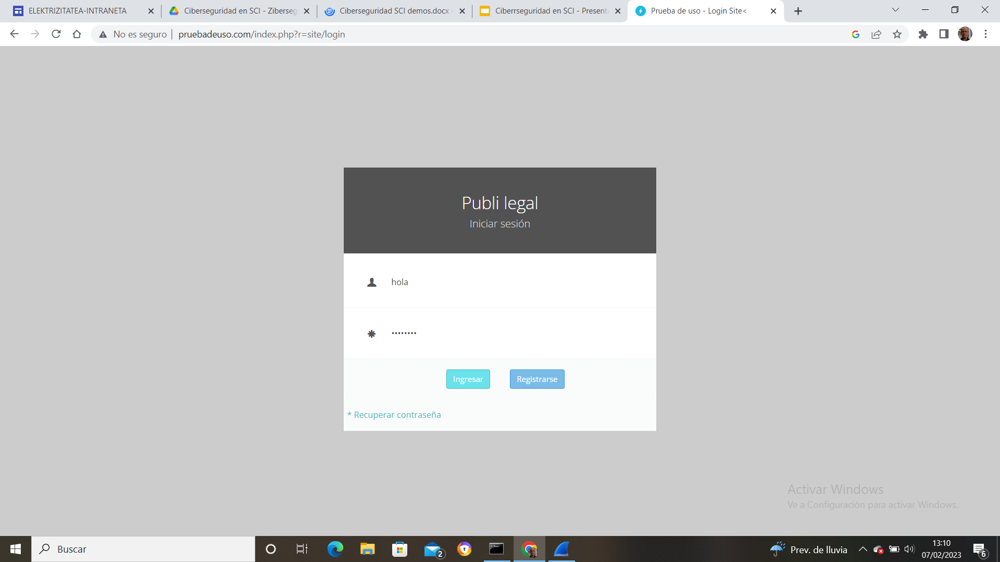 ELEKTRIZITATEA-INTRANETA
Ciberseguridad en SCI - Ziberseg
Ciberseguridad SCI demos.docx -
Ciberrseguridad en SCI - Presenta
Prueba de uso - Login Site<
No es seguro | pruebadeuso.com/index.php?r=site/login
Publi legal
Iniciar sesión
hola
••••••••
Ingresar Registrarse
* Recuperar contraseña
Activar Windows
Ve a Configuración para activar Windows.
Buscar
2
Prev. de lluvia
13:10
07/02/2023
6